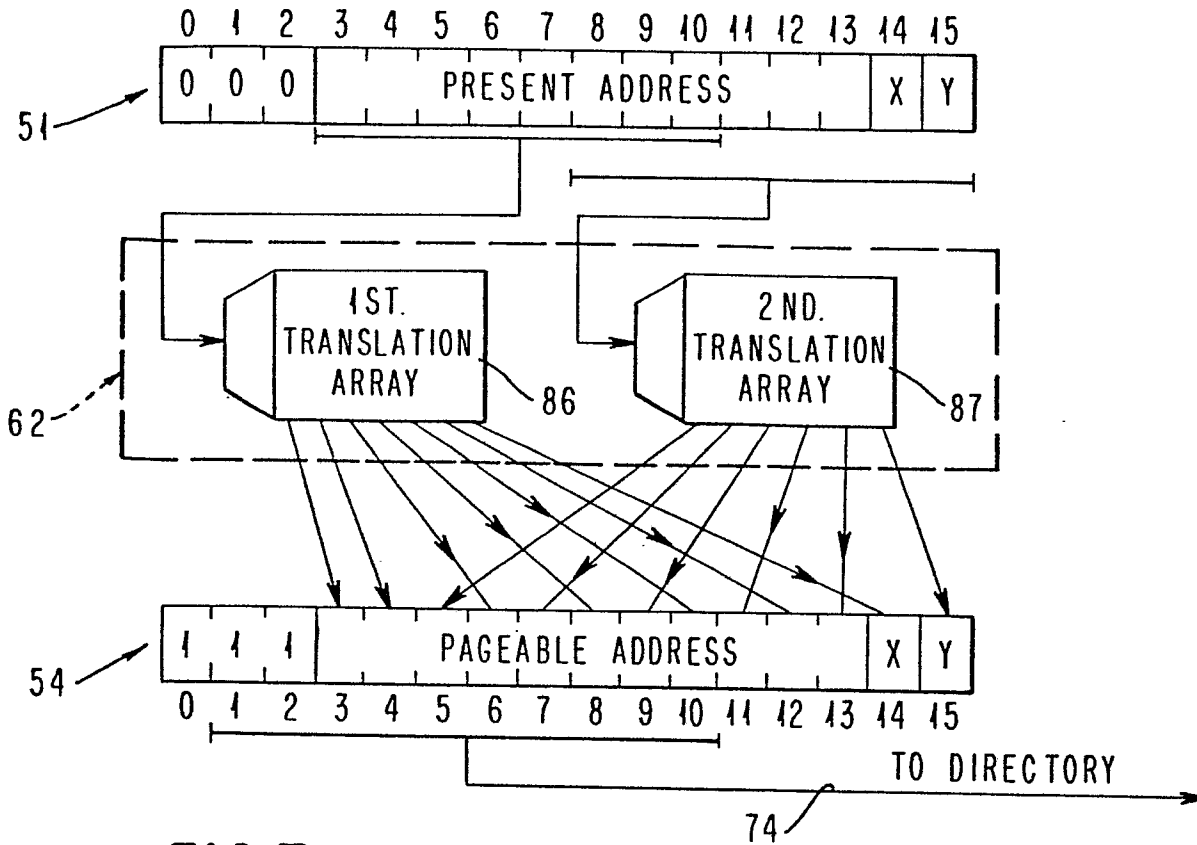 0 1 2 3 4 5 6 7 8 9 10 11 12 13 14 15
0 0 0 PRESENT ADDRESS X Y
51
1ST.
TRANSLATION
ARRAY
86
2ND.
TRANSLATION
ARRAY
87
62
1 1 1 PAGEABLE ADDRESS X Y
54
0 1 2 3 4 5 6 7 8 9 10 11 12 13 14 15
TO DIRECTORY
74